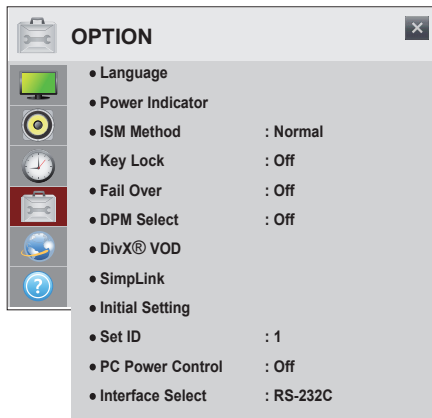 OPTION
● Language
● Power Indicator
● ISM Method : Normal
● Key Lock : Off
● Fail Over : Off
● DPM Select : Off
● DivX® VOD
● SimpLink
● Initial Setting
● Set ID : 1
● PC Power Control : Off
● Interface Select : RS-232C